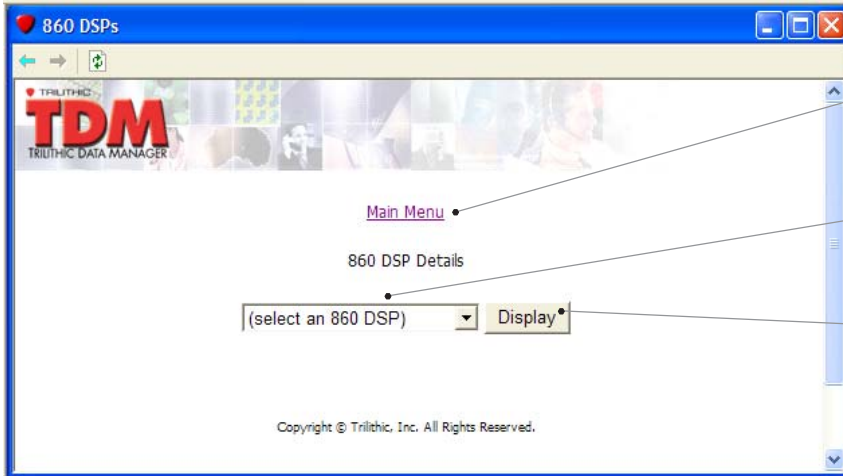 860 DSPs
TRILITHIC
TDM
TRILITHIC DATA MANAGER
Main Menu
860 DSP Details
(select an 860 DSP)
Display
Copyright © Trilithic, Inc. All Rights Reserved.